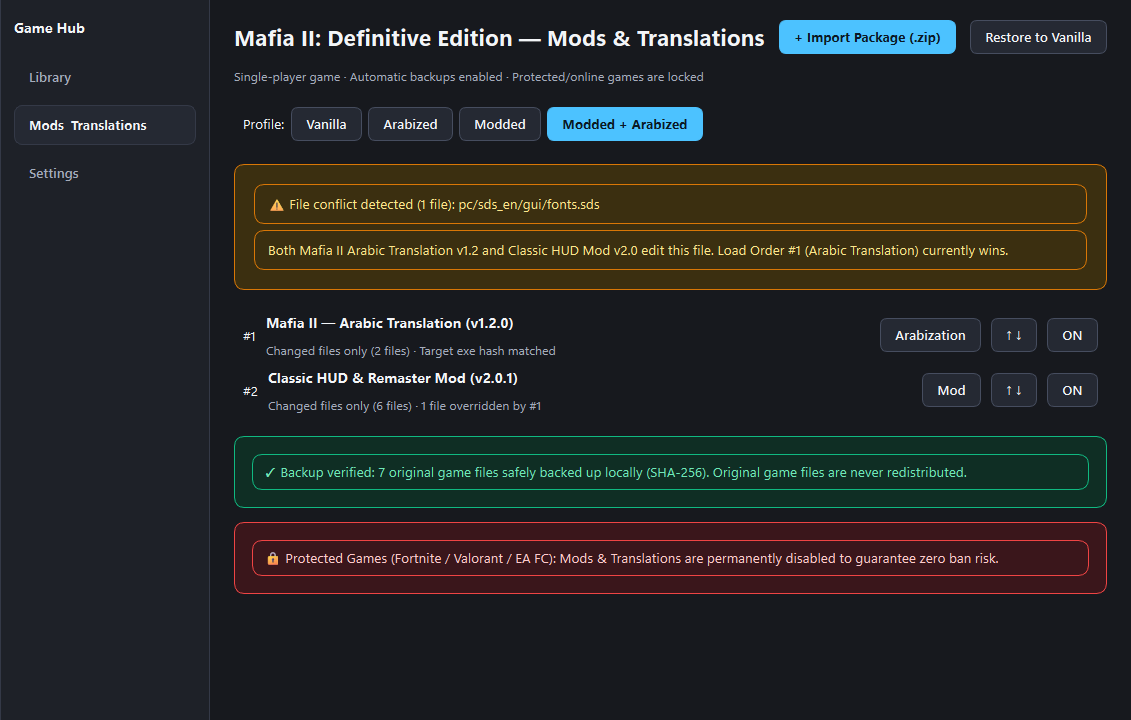 Game Hub
Library
Mods  Translations
Settings
Mafia II: Definitive Edition — Mods & Translations
+ Import Package (.zip)
Restore to Vanilla
Single-player game · Automatic backups enabled · Protected/online games are locked
Profile:
Vanilla
Arabized
Modded
Modded + Arabized
⚠ File conflict detected (1 file): pc/sds_en/gui/fonts.sds
Both Mafia II Arabic Translation v1.2 and Classic HUD Mod v2.0 edit this file. Load Order #1 (Arabic Translation) currently wins.
#1
Mafia II — Arabic Translation (v1.2.0)
Changed files only (2 files) · Target exe hash matched
Arabization
↑↓
ON
#2
Classic HUD & Remaster Mod (v2.0.1)
Changed files only (6 files) · 1 file overridden by #1
Mod
↑↓
ON
✓ Backup verified: 7 original game files safely backed up locally (SHA-256). Original game files are never redistributed.
🔒 Protected Games (Fortnite / Valorant / EA FC): Mods & Translations are permanently disabled to guarantee zero ban risk.